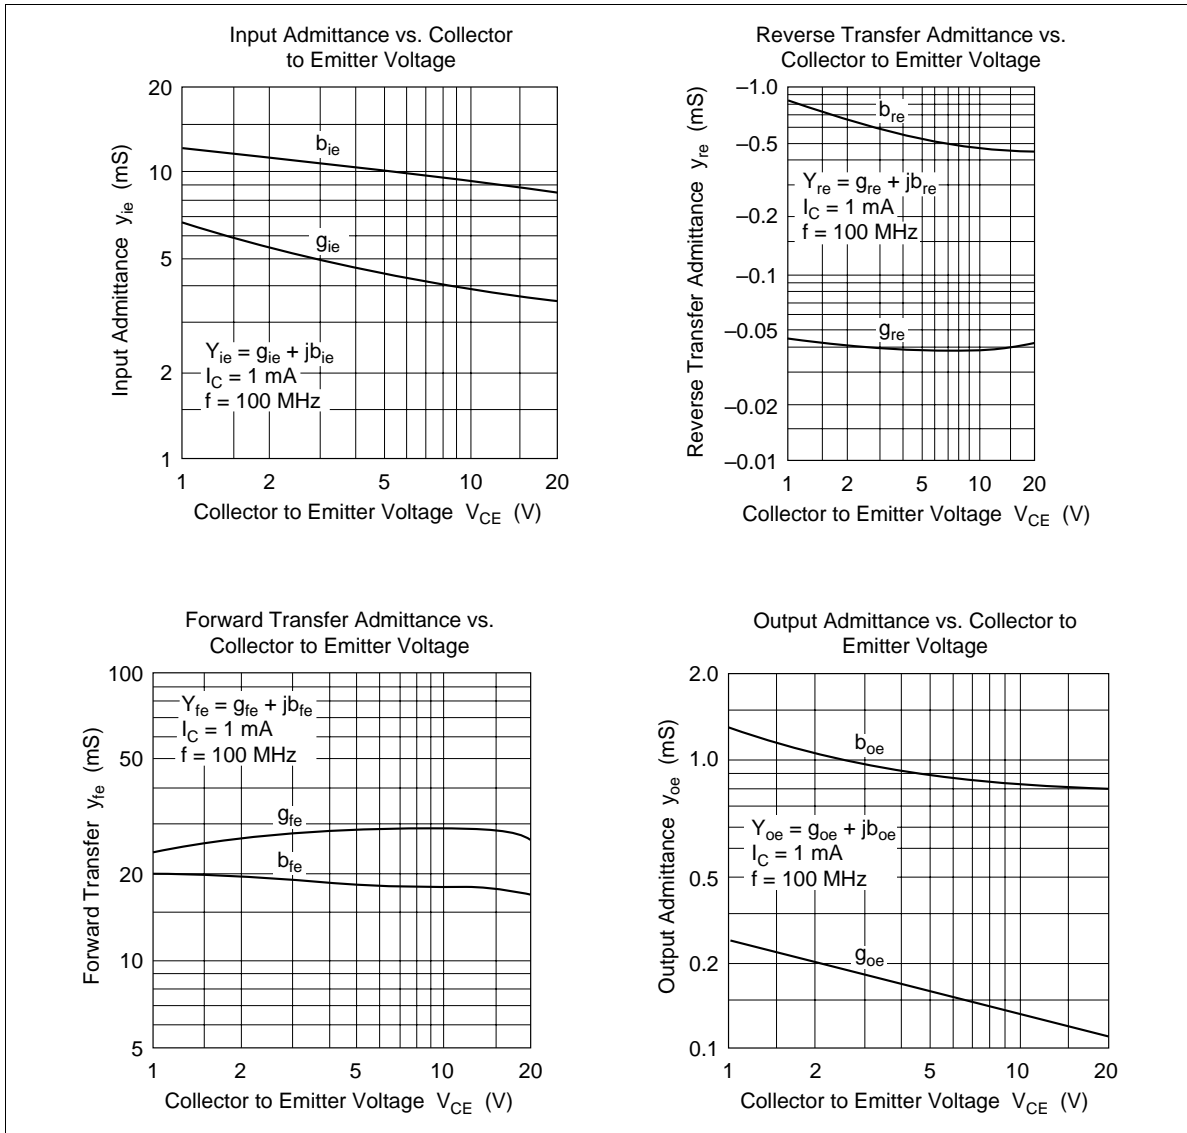 Input Admittance vs. Collector
to Emitter Voltage
20
10
5
2
1
Input Admittance y_ie (mS)
b_ie
g_ie
Y_ie = g_ie + jb_ie
I_C = 1 mA
f = 100 MHz
1 2 5 10 20
Collector to Emitter Voltage V_CE (V)
Reverse Transfer Admittance vs.
Collector to Emitter Voltage
–1.0
–0.5
–0.2
–0.1
–0.05
–0.02
–0.01
Reverse Transfer Admittance y_re (mS)
b_re
Y_re = g_re + jb_re
I_C = 1 mA
f = 100 MHz
g_re
1 2 5 10 20
Collector to Emitter Voltage V_CE (V)
Forward Transfer Admittance vs.
Collector to Emitter Voltage
100
50
20
10
5
Forward Transfer y_fe (mS)
Y_fe = g_fe + jb_fe
I_C = 1 mA
f = 100 MHz
g_fe
b_fe
1 2 5 10 20
Collector to Emitter Voltage V_CE (V)
Output Admittance vs. Collector to
Emitter Voltage
2.0
1.0
0.5
0.2
0.1
Output Admittance y_oe (mS)
b_oe
Y_oe = g_oe + jb_oe
I_C = 1 mA
f = 100 MHz
g_oe
1 2 5 10 20
Collector to Emitter Voltage V_CE (V)